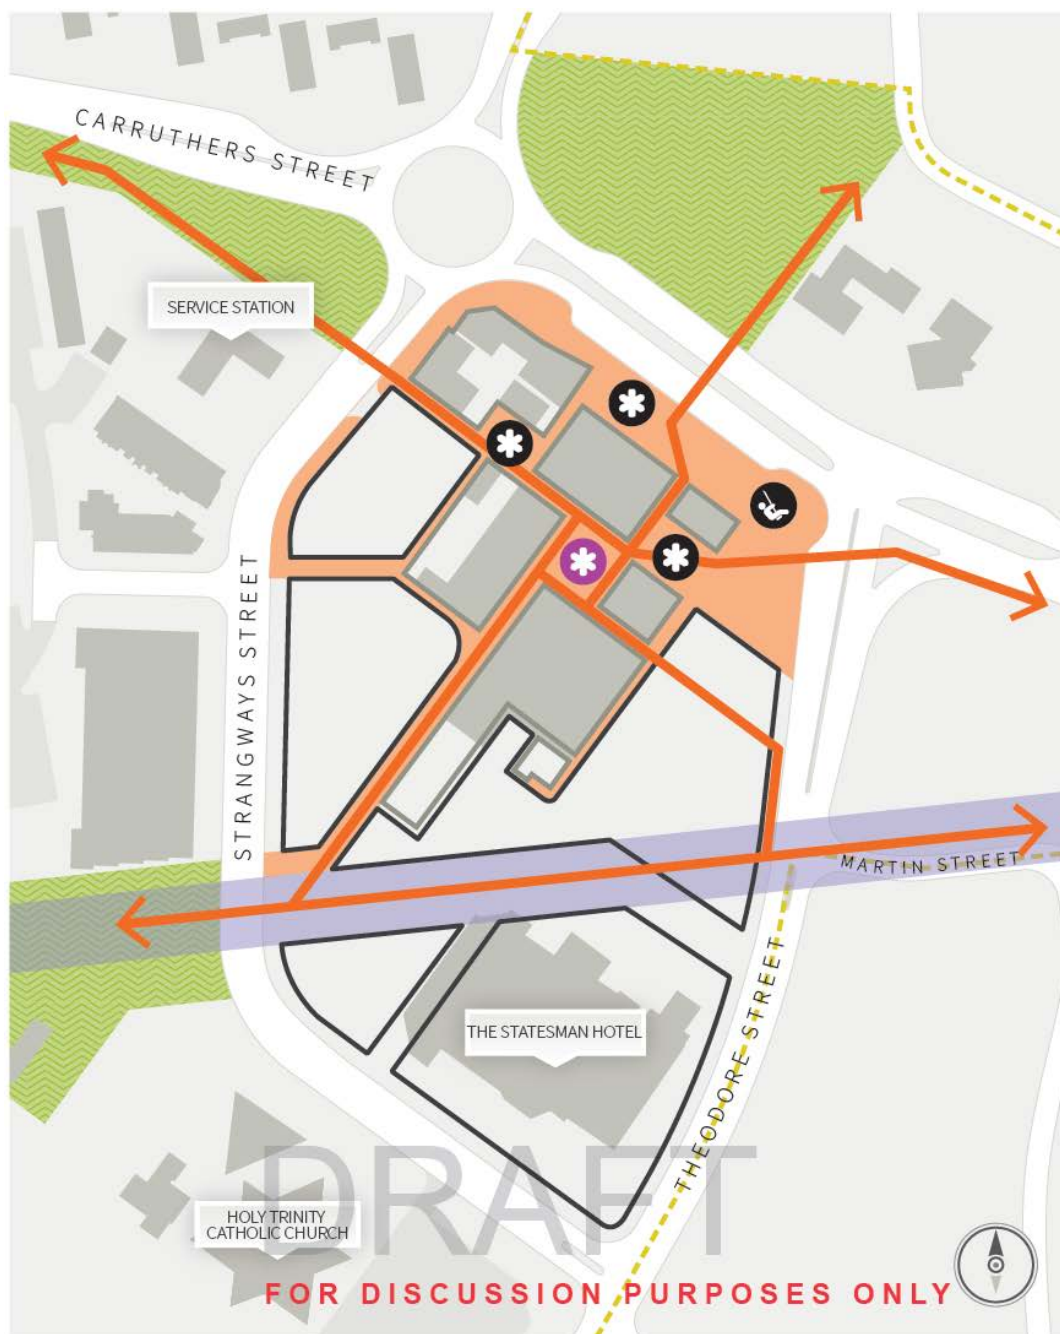 CARRUTHERS STREET
SERVICE STATION
STRANGWAYS STREET
MARTIN STREET
THE STATESMAN HOTEL
THEODORE STREET
DRAFT
HOLY TRINITY
CATHOLIC CHURCH
FOR DISCUSSION PURPOSES ONLY